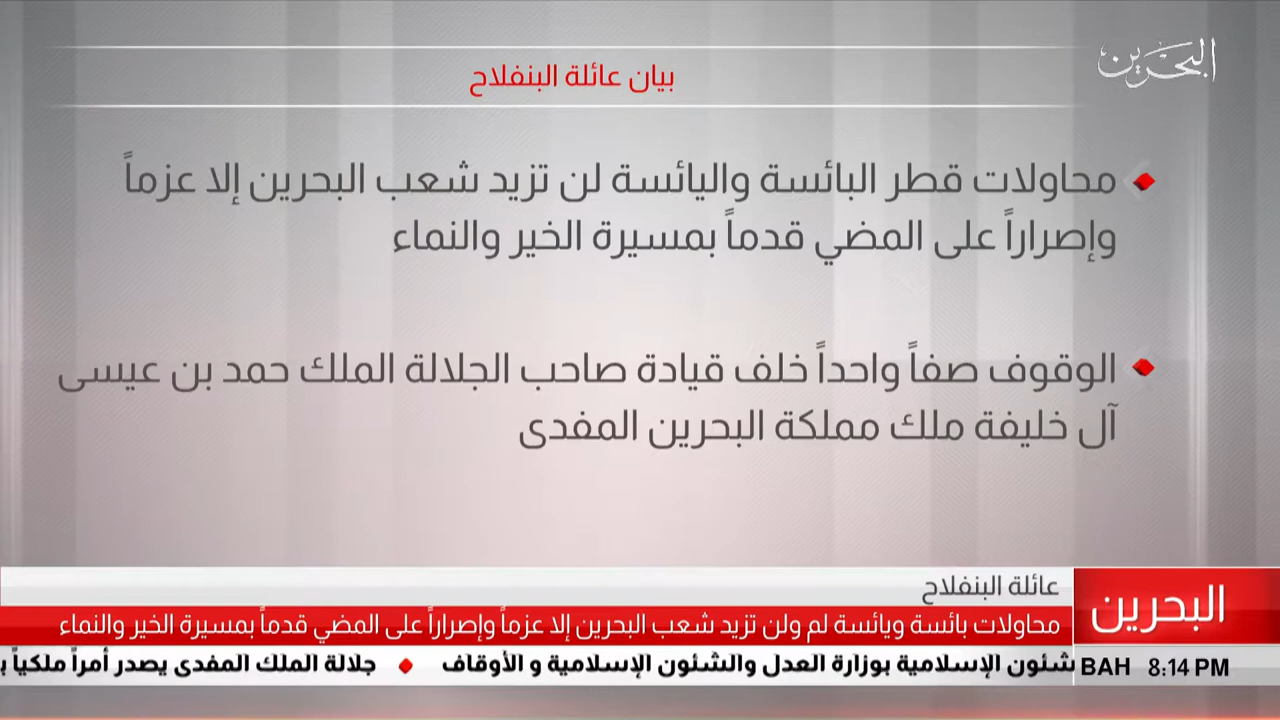 البحرين
بيان عائلة البنفلاح
محاولات قطر البائسة واليائسة لن تزيد شعب البحرين إلا عزماً
وإصراراً على المضي قدماً بمسيرة الخير والنماء
الوقوف صفاً واحداً خلف قيادة صاحب الجلالة الملك حمد بن عيسى
آل خليفة ملك مملكة البحرين المفدى
عائلة البنفلاح
البحرين
محاولات بائسة ويائسة لم ولن تزيد شعب البحرين إلا عزماً وإصراراً على المضي قدماً بمسيرة الخير والنماء
BAH 8:14 PM
شئون الإسلامية بوزارة العدل والشئون الإسلامية و الأوقاف ♦ جلالة الملك المفدى يصدر أمراً ملكياً